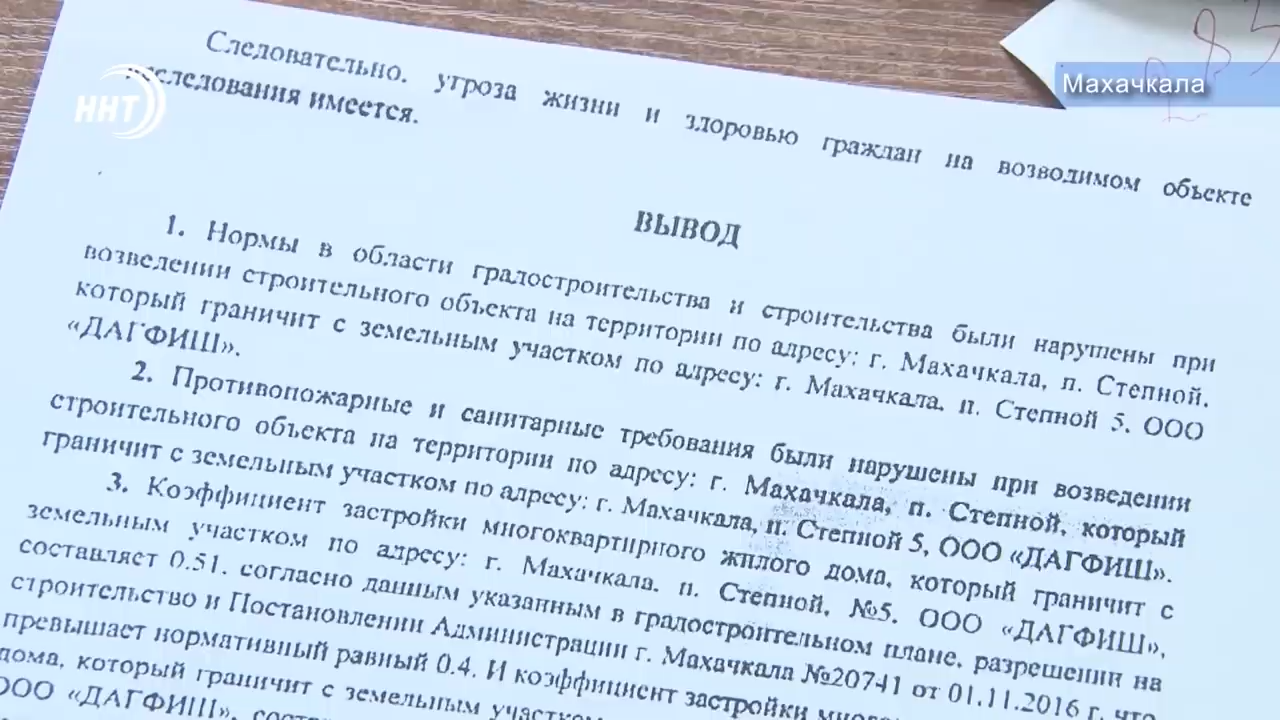 Следовательно, угроза жизни и здоровью граждан на возводимом объекте
исследования имеется.
ННТ
Махачкала
ВЫВОД
1. Нормы в области градостроительства и строительства были нарушены при
возведении строительного объекта на территории по адресу: г. Махачкала, п. Степной,
который граничит с земельным участком по адресу: г. Махачкала, п. Степной 5, ООО
«ДАГФИШ».
2. Противопожарные и санитарные требования были нарушены при возведении
строительного объекта на территории по адресу: г. Махачкала, п. Степной, который
граничит с земельным участком по адресу: г. Махачкала, п. Степной 5, ООО «ДАГФИШ».
3. Коэффициент застройки многоквартирного жилого дома, который граничит с
земельным участком по адресу: г. Махачкала, п. Степной, №5, ООО «ДАГФИШ»,
составляет 0.51, согласно данным указанным в градостроительном плане, разрешении на
строительство и Постановлении Администрации г. Махачкала №20741 от 01.11.2016 г, что
превышает нормативный равный 0.4. И коэффициент застройки
дома, который граничит с земельным участком
ООО «ДАГФИШ»,